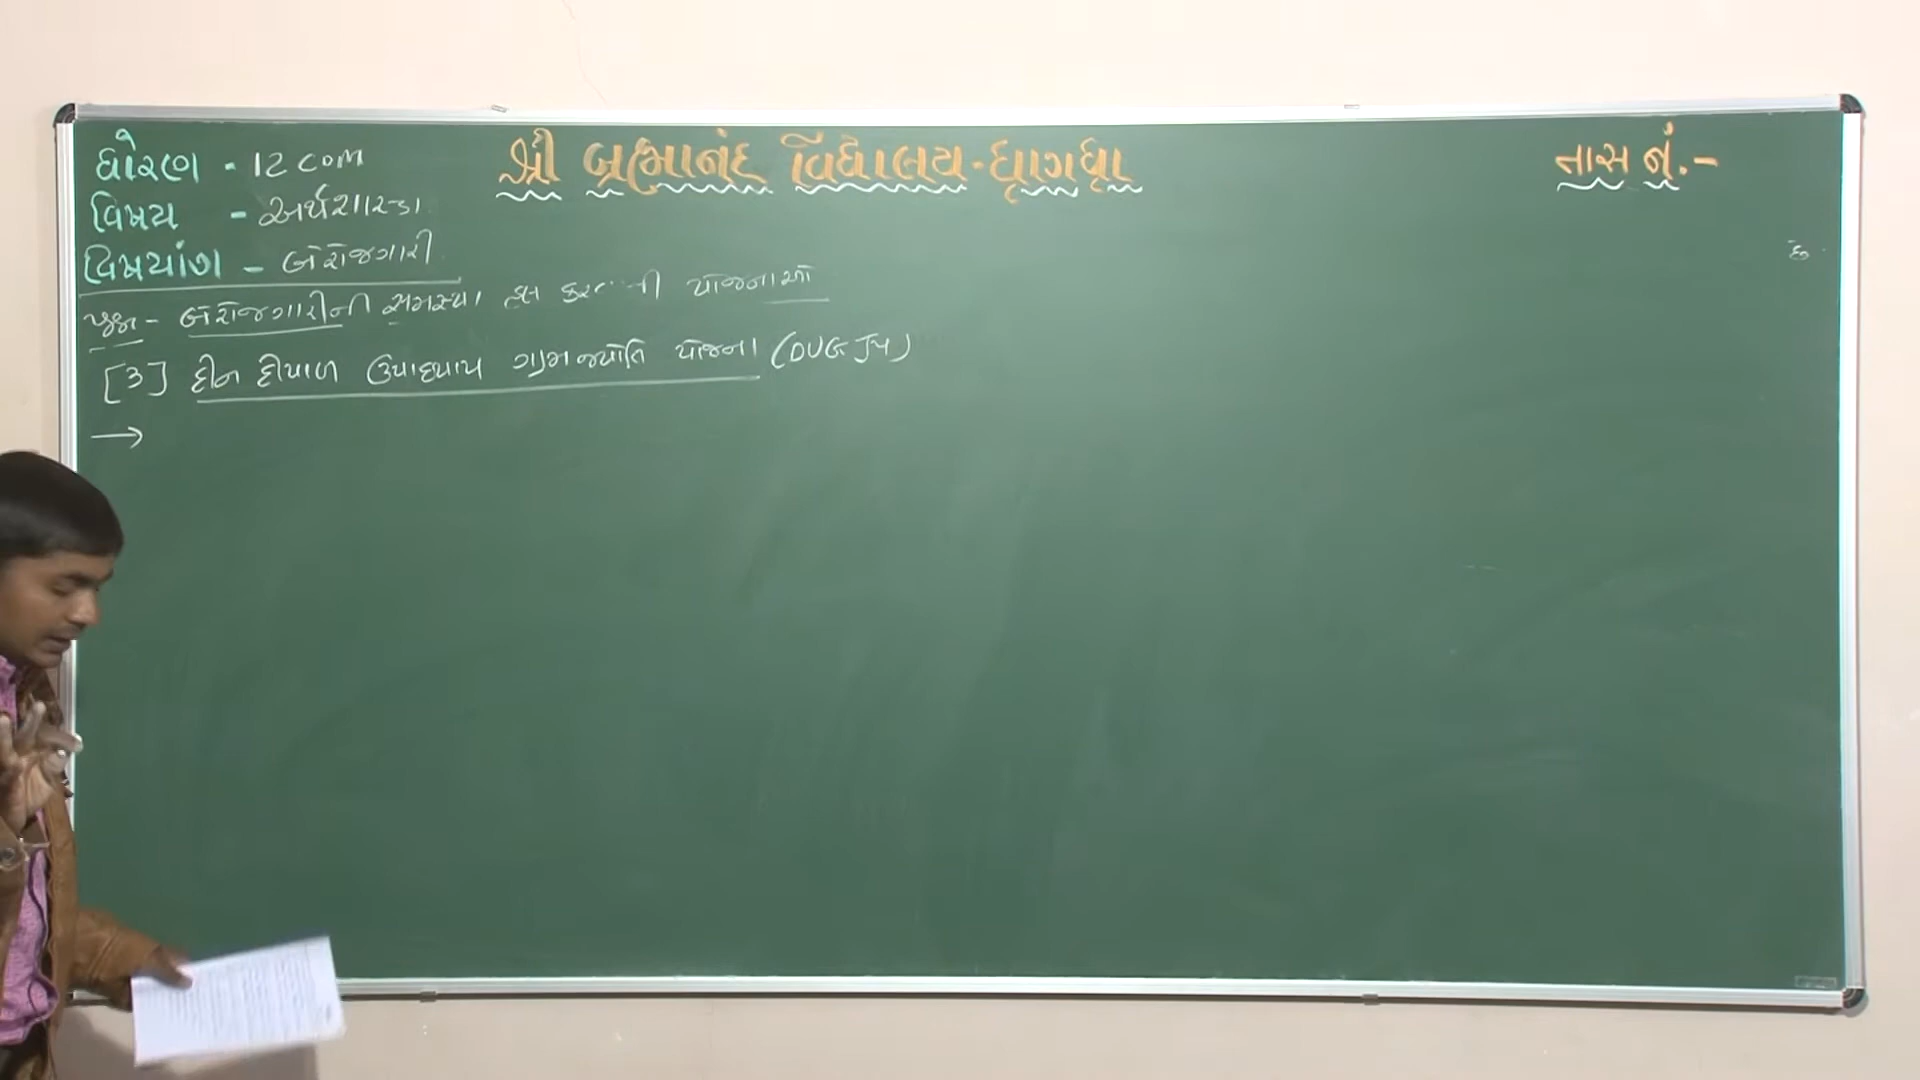 શ્રી બ્રહ્માનંદ વિદ્યાલય - ધ્રાંગધ્રા
તાસ નં. -
ધોરણ - 12 COM
વિષય - અર્થશાસ્ત્ર
વિષયાંગ - બેરોજગારી
પ્રશ્ન - બેરોજગારીની સમસ્યા હલ યોજનાઓ
[3] દીન દયાળ ઉપાધ્યાય ગ્રામજ્યોતિ યોજના (DUGJY)
→